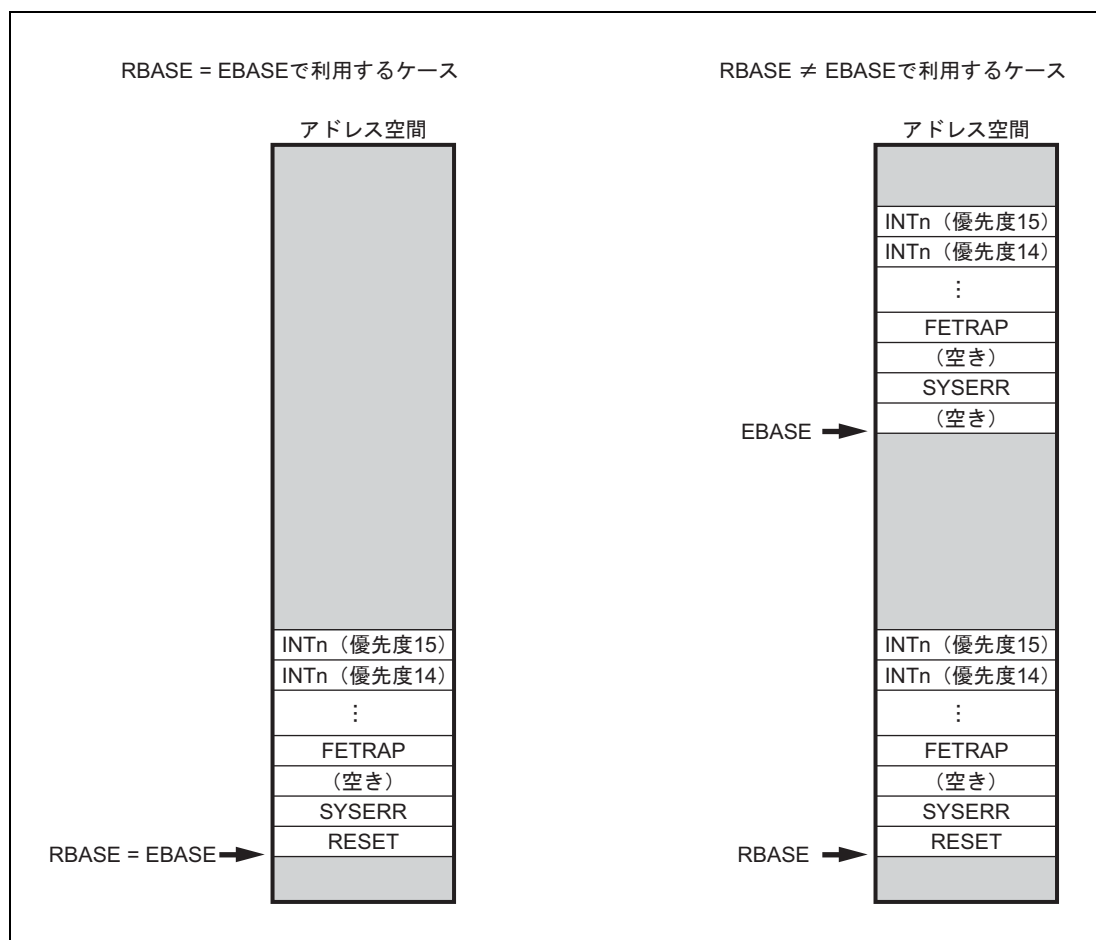 RBASE = EBASEで利用するケース
アドレス空間
INTn（優先度15）
INTn（優先度14）
⋮
FETRAP
（空き）
SYSERR
RESET
RBASE = EBASE
RBASE ≠ EBASEで利用するケース
アドレス空間
INTn（優先度15）
INTn（優先度14）
⋮
FETRAP
（空き）
SYSERR
（空き）
EBASE
INTn（優先度15）
INTn（優先度14）
⋮
FETRAP
（空き）
SYSERR
RESET
RBASE